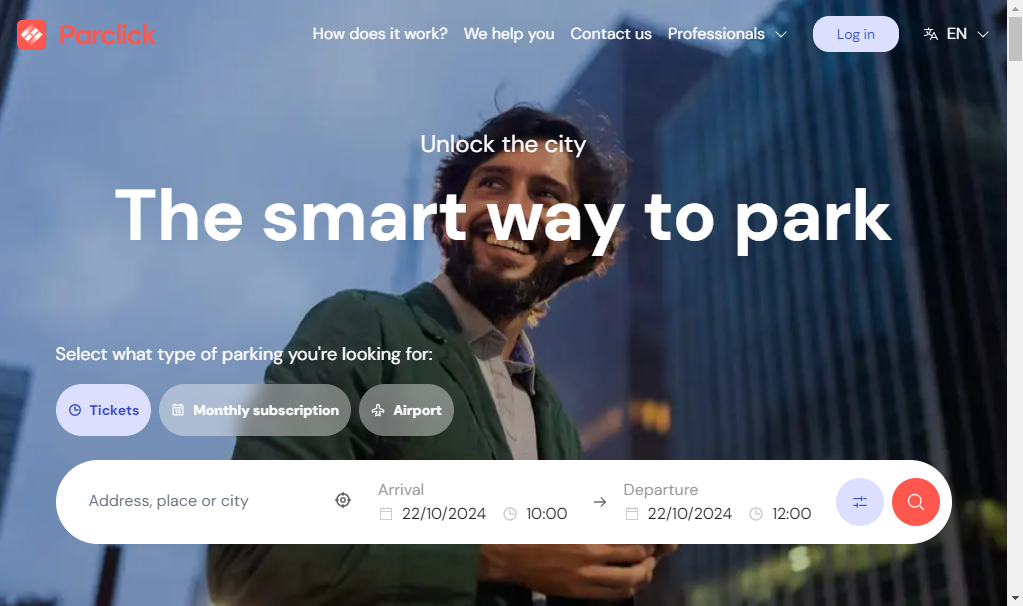 Parclick
How does it work? We help you Contact us Professionals Log in EN
Unlock the city
The smart way to park
Select what type of parking you're looking for:
Tickets Monthly subscription Airport
Address, place or city
Arrival
22/10/2024 10:00
Departure
22/10/2024 12:00